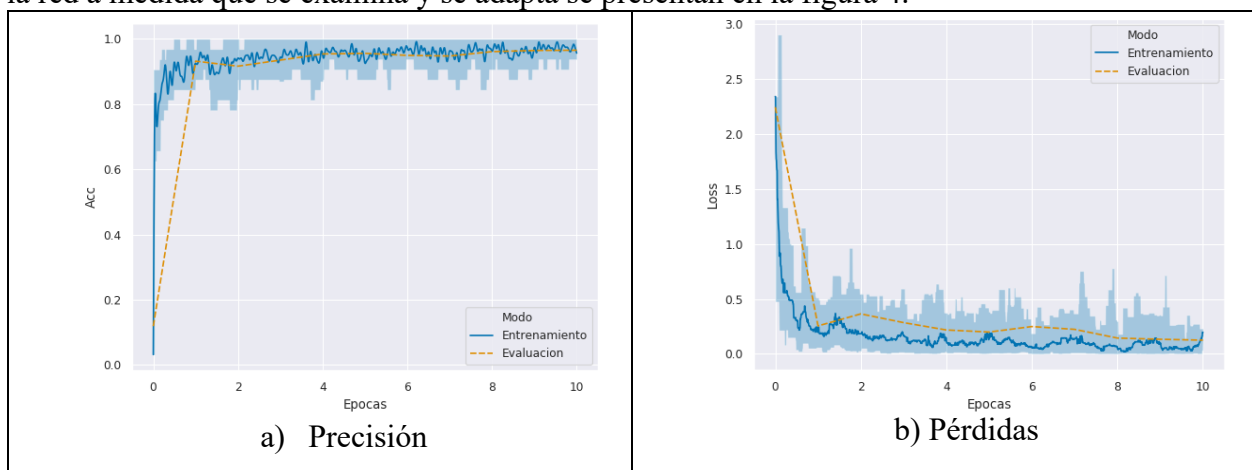 la red a medida que se examina y se adapta se presentan en la figura 4.
1.0
0.8
0.6
0.4
0.2
0.0
Acc
0 2 4 6 8 10
Epocas
Modo
Entrenamiento
Evaluacion
a) Precisión
3.0
2.5
2.0
1.5
1.0
0.5
0.0
Loss
0 2 4 6 8 10
Epocas
Modo
Entrenamiento
Evaluacion
b) Pérdidas